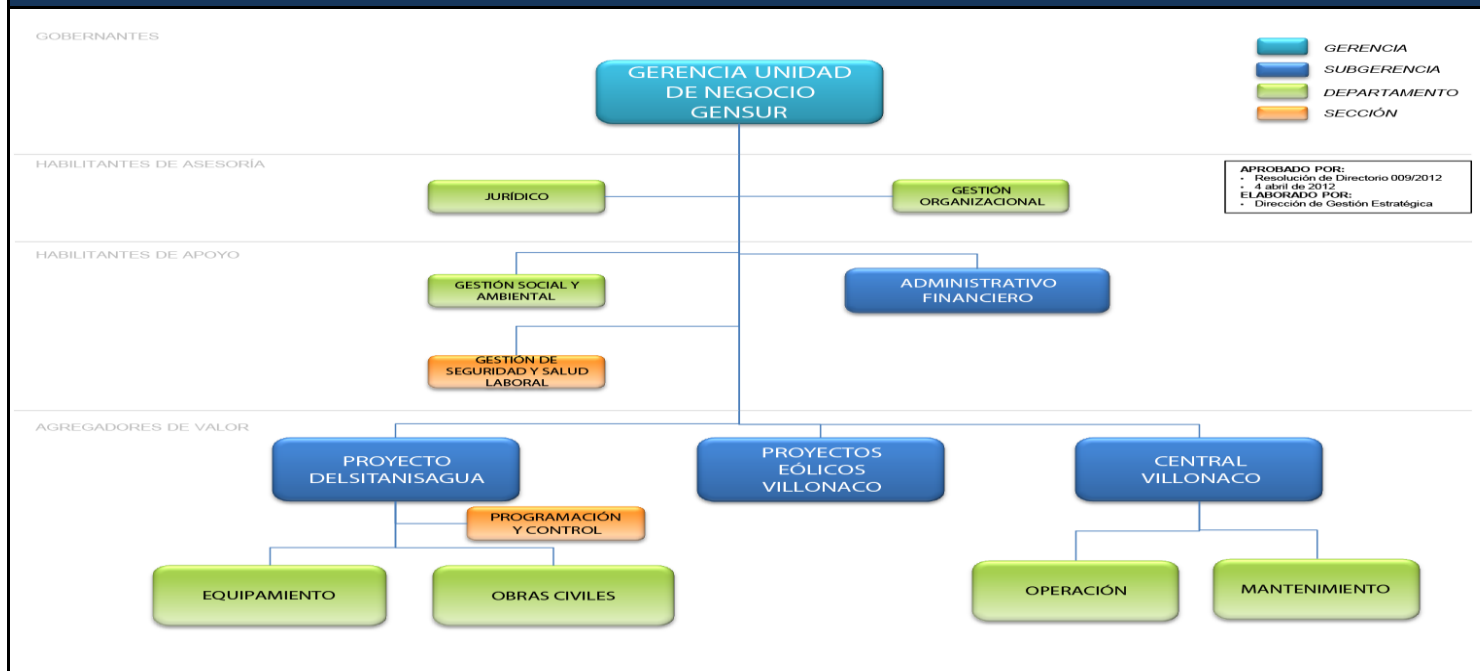 GOBERNANTES
GERENCIA UNIDAD
DE NEGOCIO
GENSUR
GERENCIA
SUBGERENCIA
DEPARTAMENTO
SECCIÓN
HABILITANTES DE ASESORÍA
JURÍDICO
GESTIÓN
ORGANIZACIONAL
APROBADO POR:
- Resolución de Directorio 009/2012
- 4 abril de 2012
ELABORADO POR:
- Dirección de Gestión Estratégica
HABILITANTES DE APOYO
GESTIÓN SOCIAL Y
AMBIENTAL
ADMINISTRATIVO
FINANCIERO
GESTIÓN DE
SEGURIDAD Y SALUD
LABORAL
AGREGADORES DE VALOR
PROYECTO
DELSITANISAGUA
PROYECTOS
EÓLICOS
VILLONACO
CENTRAL
VILLONACO
PROGRAMACIÓN
Y CONTROL
EQUIPAMIENTO
OBRAS CIVILES
OPERACIÓN
MANTENIMIENTO